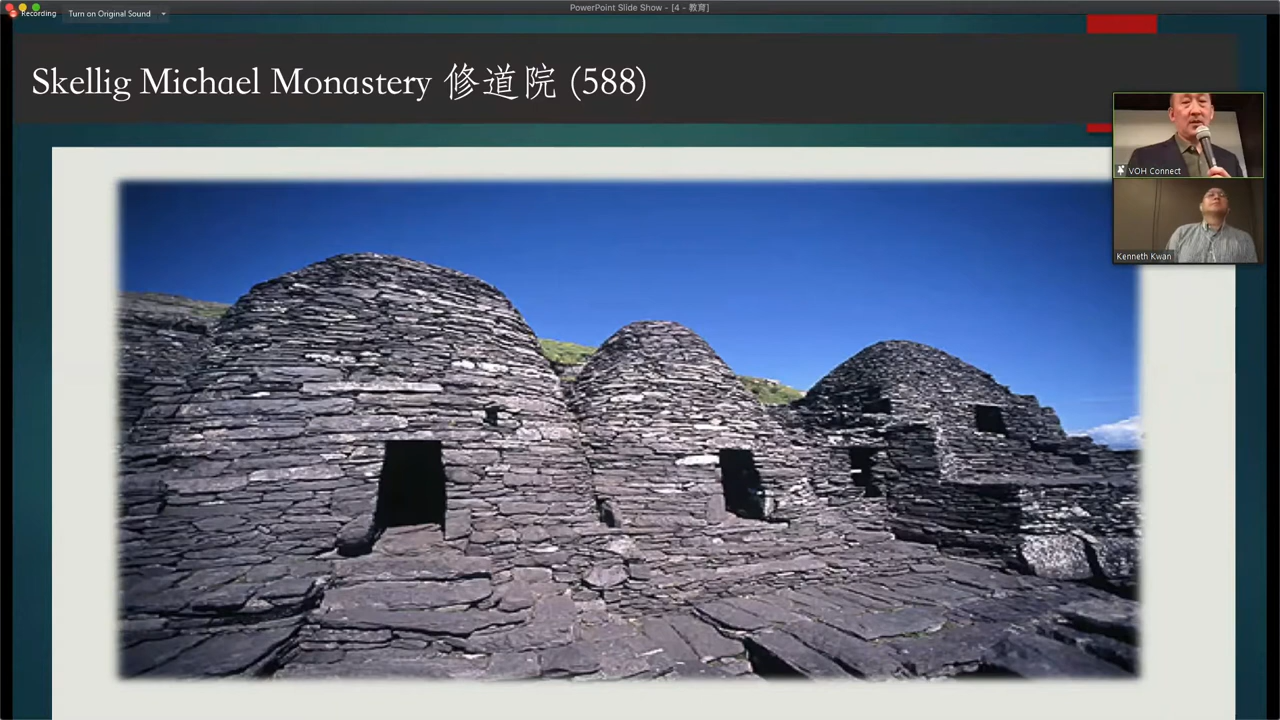 PowerPoint Slide Show - [4 - 教育]
Recording
Turn on Original Sound
Skellig Michael Monastery 修道院 (588)
VOH Connect
Kenneth Kwan